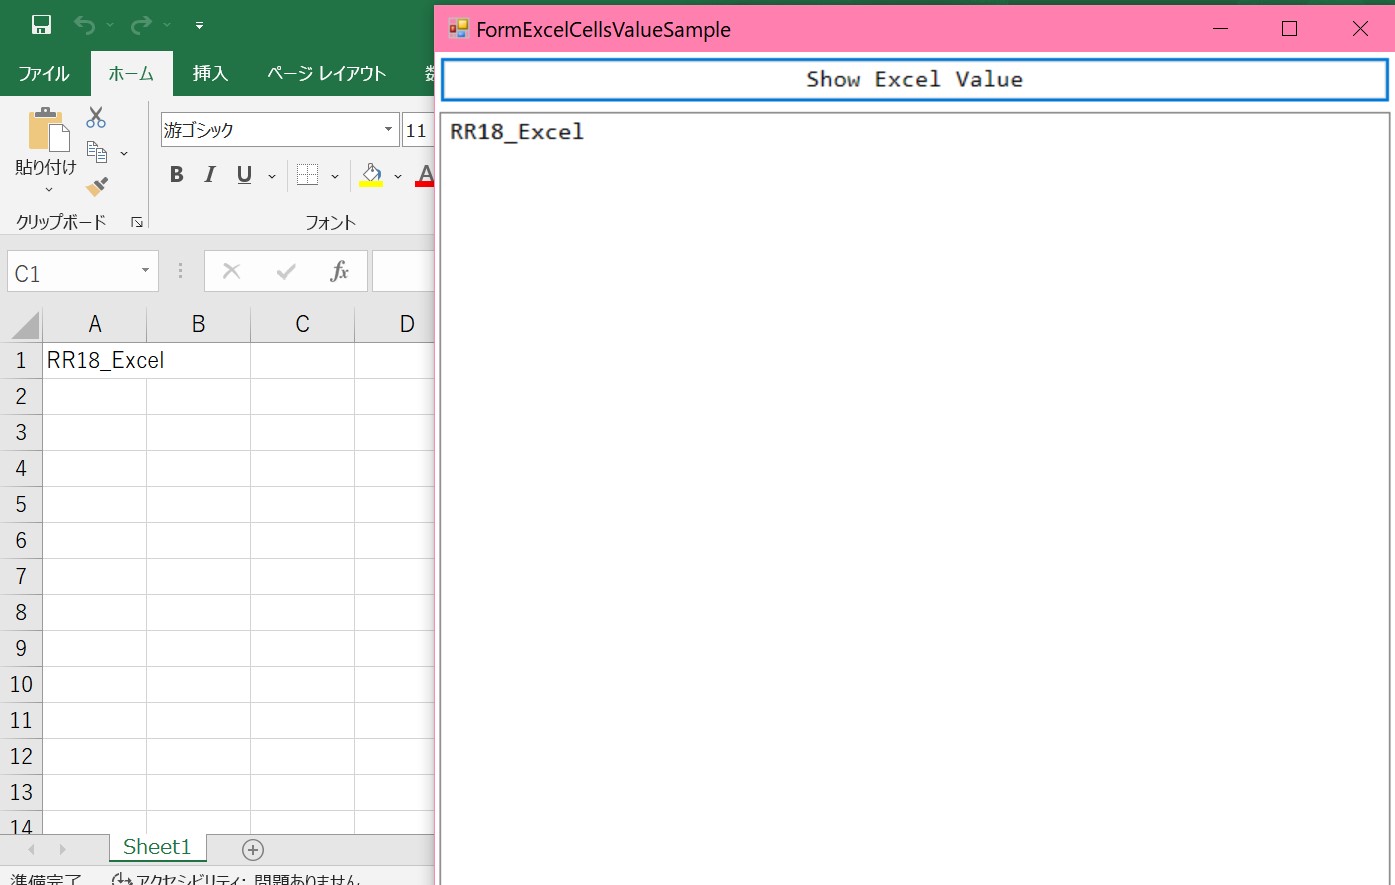 FormExcelCellsValueSample
ファイル ホーム 挿入 ページ レイアウト
Show Excel Value
貼り付け
游ゴシック 11
B I U A
クリップボード フォント
RR18_Excel
C1 fx
A B C D
1 RR18_Excel
2
3
4
5
6
7
8
9
10
11
12
13
14
Sheet1
準備完了 アクセシビリティ: 問題ありません